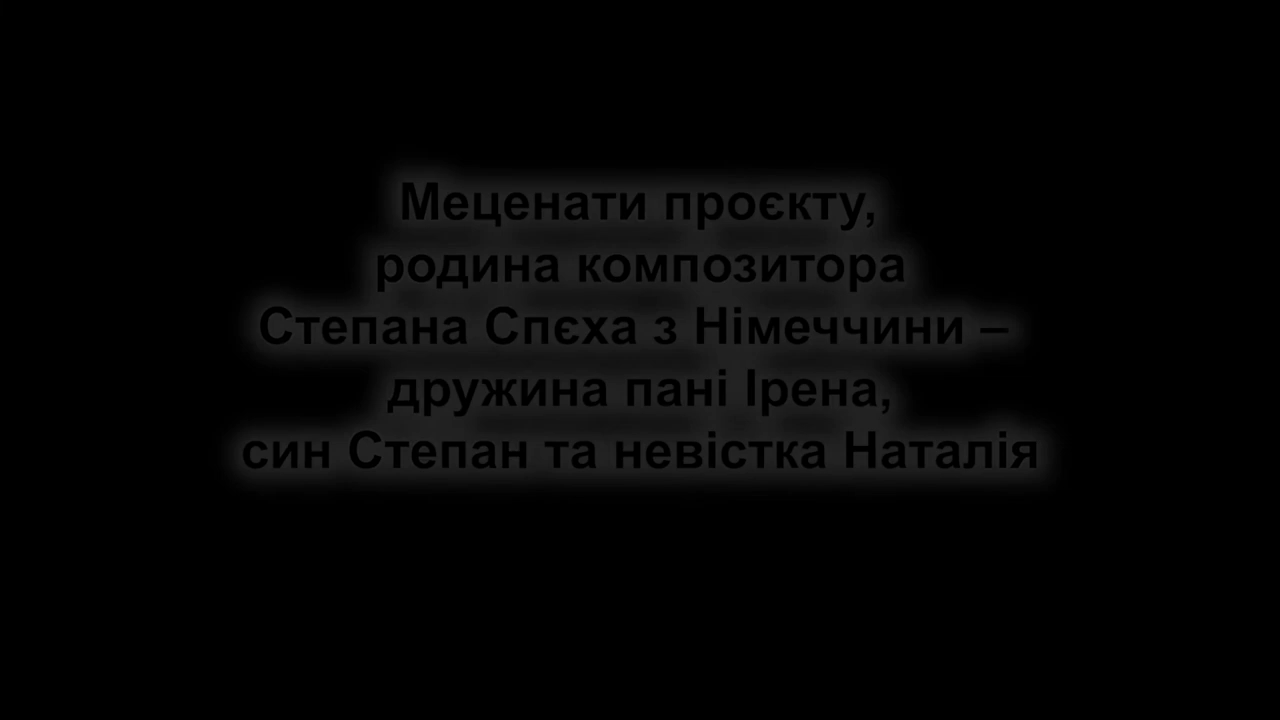 Меценати проєкту,
родина композитора
Степана Спєха з Німеччини –
дружина пані Ірена,
син Степан та невістка Наталія